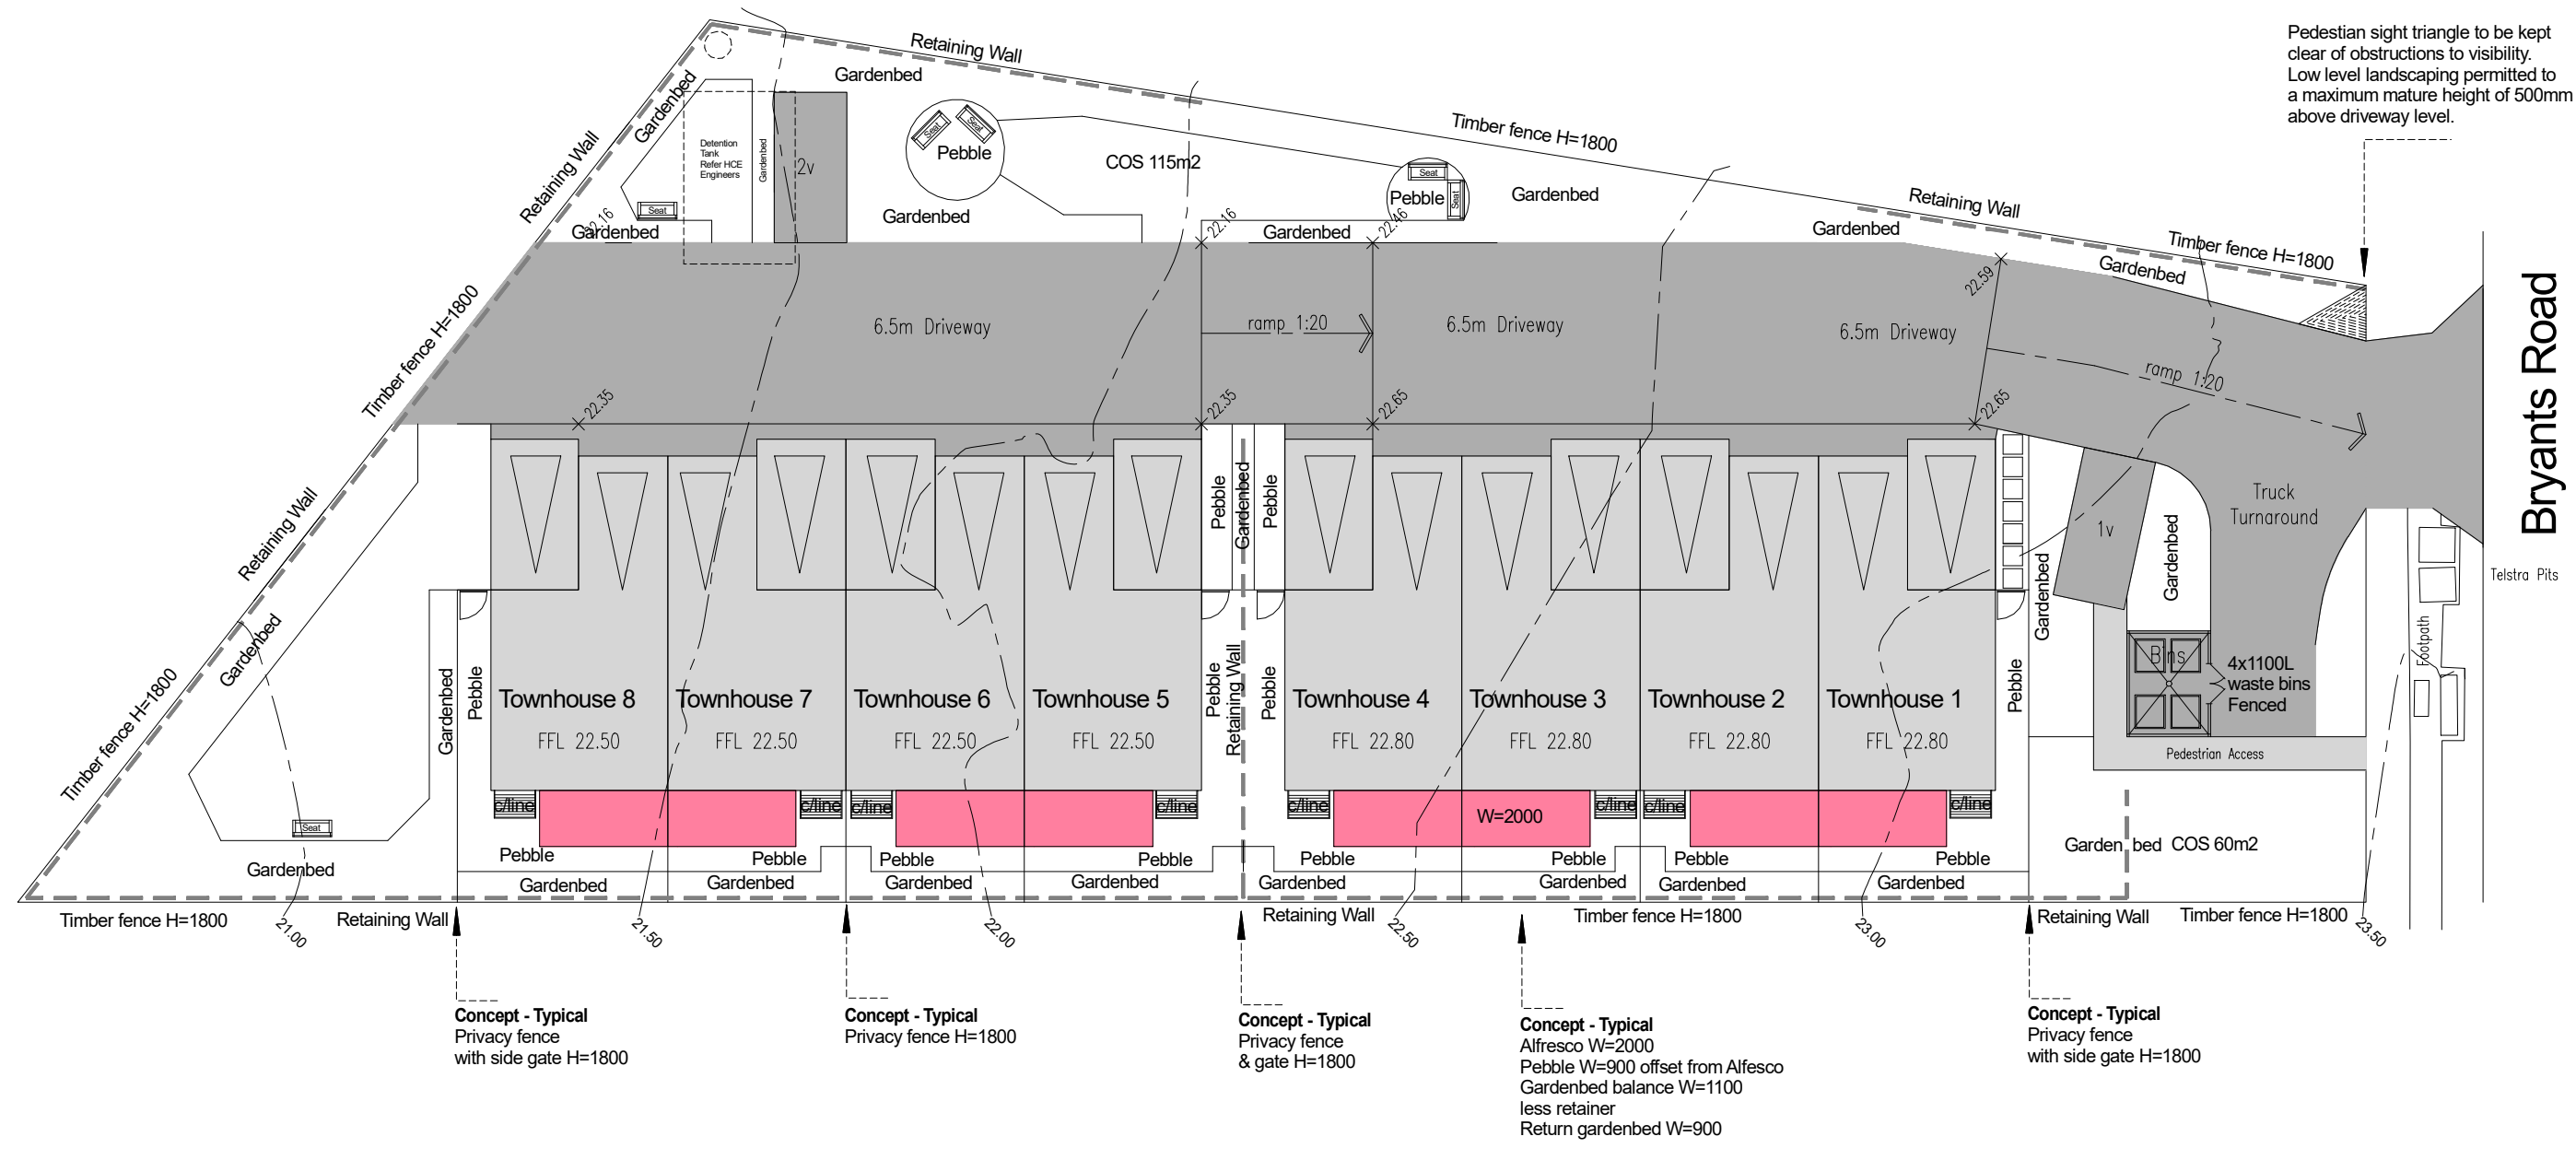 Pedestian sight triangle to be kept
clear of obstructions to visibility.
Low level landscaping permitted to
a maximum mature height of 500mm
above driveway level.
Retaining Wall
Gardenbed
Gardenbed
Retaining Wall
Detention
Tank
Refer HCE
Engineers
Gardenbed
2v
Seat
Seat
Pebble
COS 115m2
Timber fence H=1800
Seat
Seat
Pebble
Gardenbed
Retaining Wall
Timber fence H=1800
Gardenbed
Seat
22.16
Gardenbed
Gardenbed
22.16
Gardenbed
22.46
Gardenbed
22.59
Bryants Road
Timber fence H=1800
6.5m Driveway
ramp 1:20
6.5m Driveway
6.5m Driveway
ramp 1:20
22.35
22.35
22.65
22.65
Retaining Wall
Pebble
Gardenbed
Pebble
Truck
Turnaround
1v
Gardenbed
Gardenbed
Telstra Pits
Footpath
Gardenbed
Timber fence H=1800
Gardenbed
Pebble
Townhouse 8
FFL 22.50
Townhouse 7
FFL 22.50
Townhouse 6
FFL 22.50
Townhouse 5
FFL 22.50
Pebble
Retaining Wall
Pebble
Townhouse 4
FFL 22.80
Townhouse 3
FFL 22.80
Townhouse 2
FFL 22.80
Townhouse 1
FFL 22.80
Pebble
Bins
4x1100L
waste bins
Fenced
Pedestrian Access
c/line
c/line
c/line
c/line
c/line
c/line
c/line
c/line
W=2000
Seat
Gardenbed
Pebble
Pebble
Pebble
Pebble
Pebble
Pebble
Pebble
Pebble
Garden bed COS 60m2
Gardenbed
Gardenbed
Gardenbed
Gardenbed
Gardenbed
Gardenbed
Gardenbed
Gardenbed
Timber fence H=1800
21.00
Retaining Wall
21.50
22.00
Retaining Wall
22.50
Timber fence H=1800
23.00
Retaining Wall
Timber fence H=1800
23.50
Concept - Typical
Privacy fence
with side gate H=1800
Concept - Typical
Privacy fence H=1800
Concept - Typical
Privacy fence
& gate H=1800
Concept - Typical
Alfresco W=2000
Pebble W=900 offset from Alfesco
Gardenbed balance W=1100
less retainer
Return gardenbed W=900
Concept - Typical
Privacy fence
with side gate H=1800